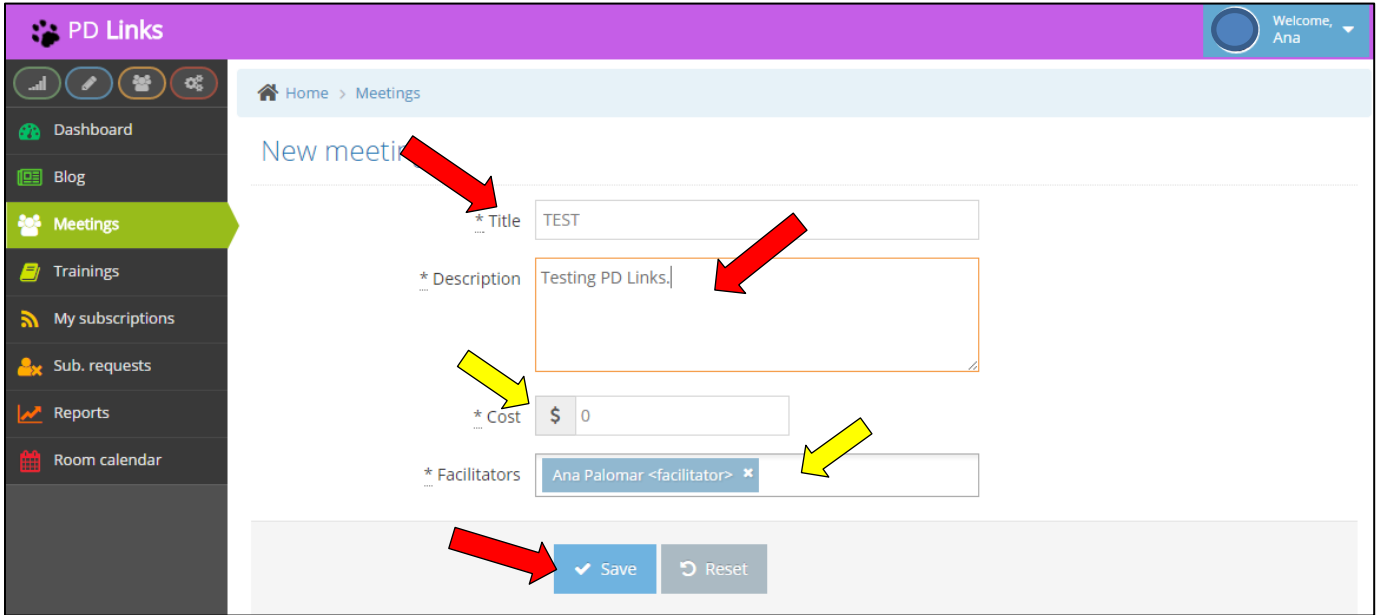 PD Links
Welcome,
Ana
Home > Meetings
Dashboard
Blog
Meetings
Trainings
My subscriptions
Sub. requests
Reports
Room calendar
New meetin
* Title TEST
* Description Testing PD Links.
* Cost $ 0
* Facilitators Ana Palomar <facilitator> ×
Save Reset